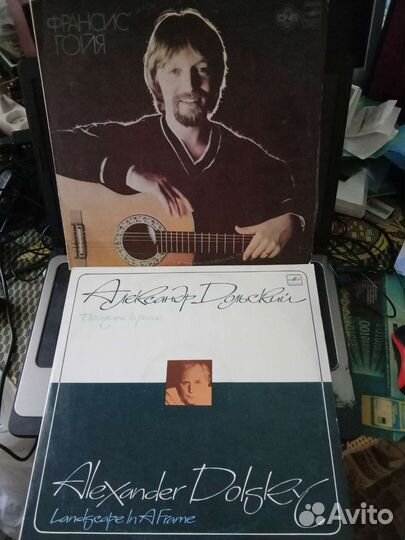 ФРАНСИС
ГОЙЯ
Александр Дольский
Пейзаж в раме
Alexander Dolsky
Landscape In A Frame
Avito